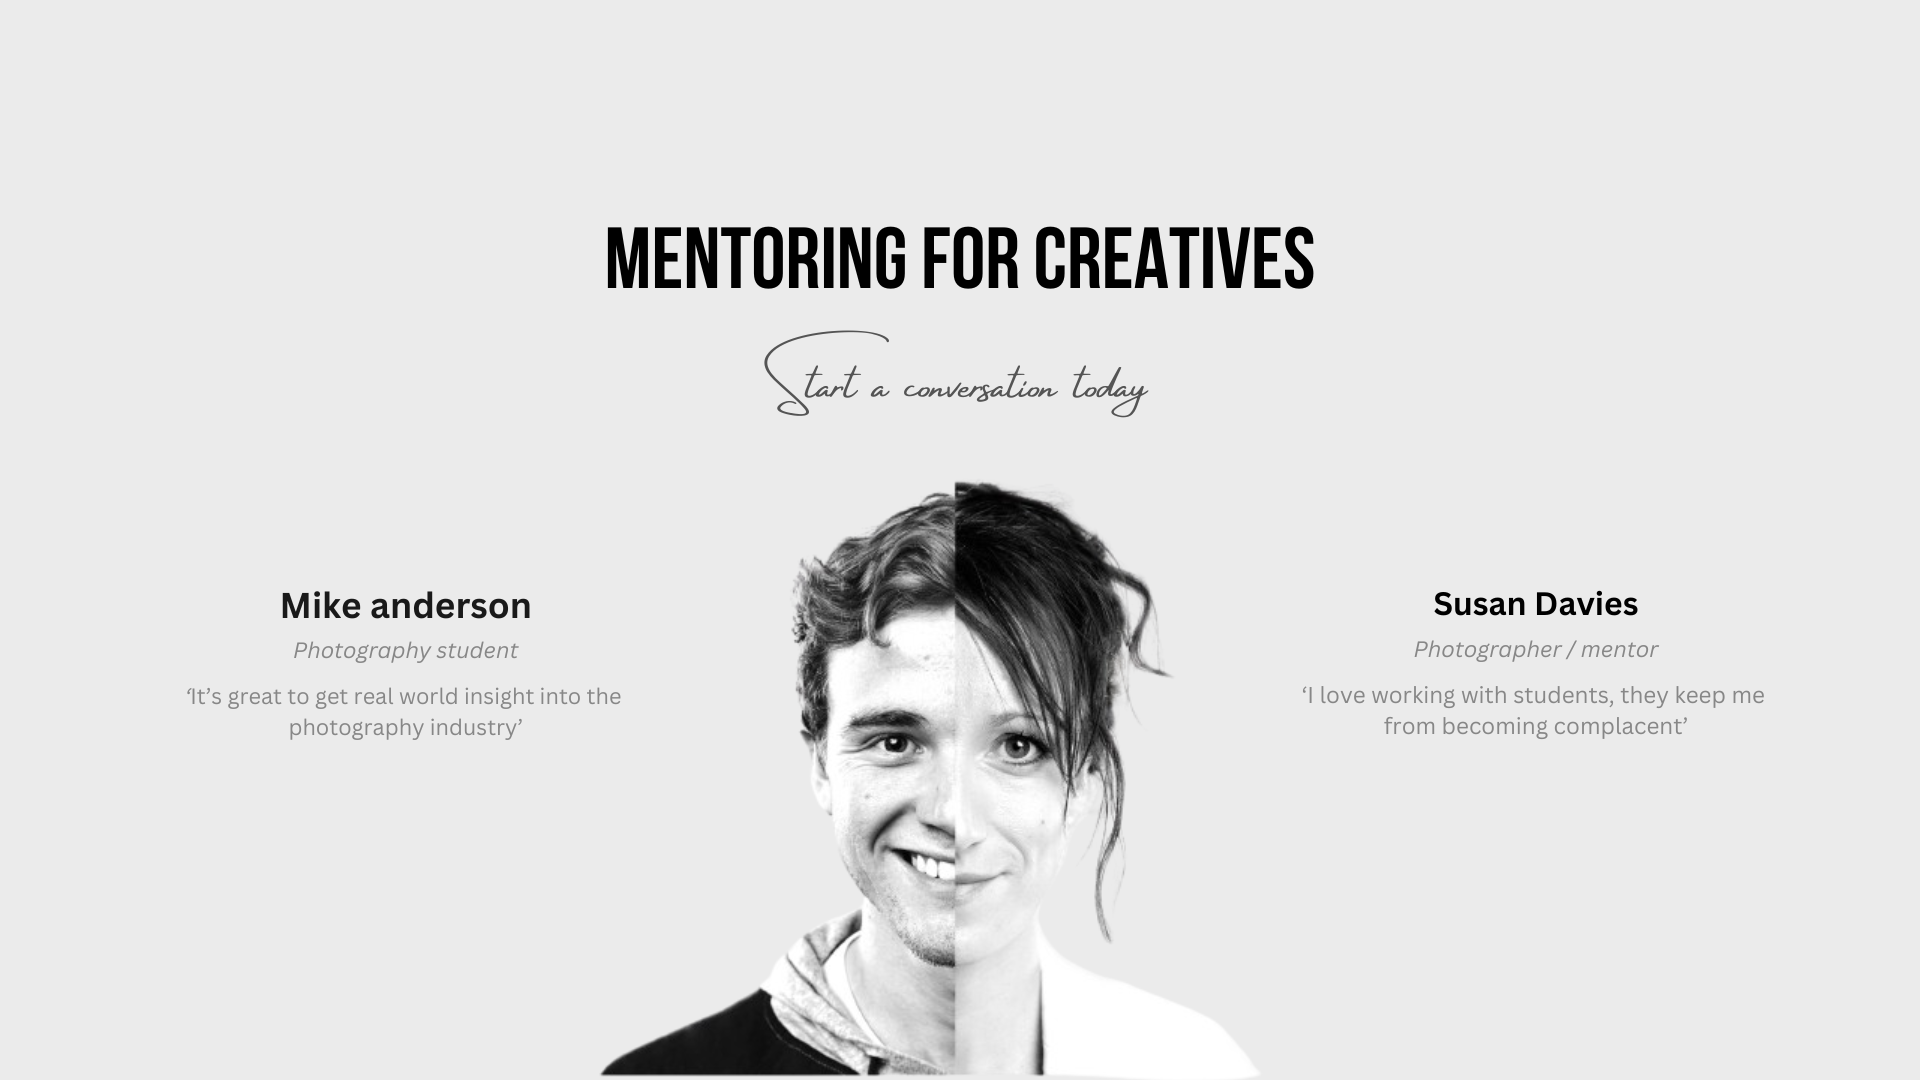 MENTORING FOR CREATIVES
Start a conversation today
Mike anderson
Photography student
‘It’s great to get real world insight into the
photography industry’
Susan Davies
Photographer / mentor
‘I love working with students, they keep me
from becoming complacent’